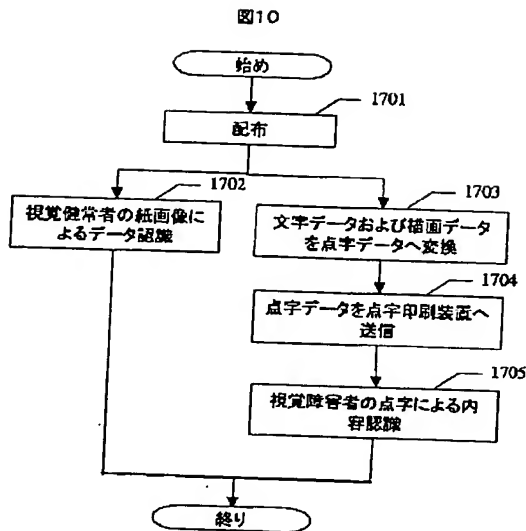 図10
始め
1701
配布
1702
視覚健常者の紙画像に
よるデータ認識
1703
文字データおよび描画データ
を点字データへ変換
1704
点字データを点字印刷装置へ
送信
1705
視覚障害者の点字による内
容認識
終り